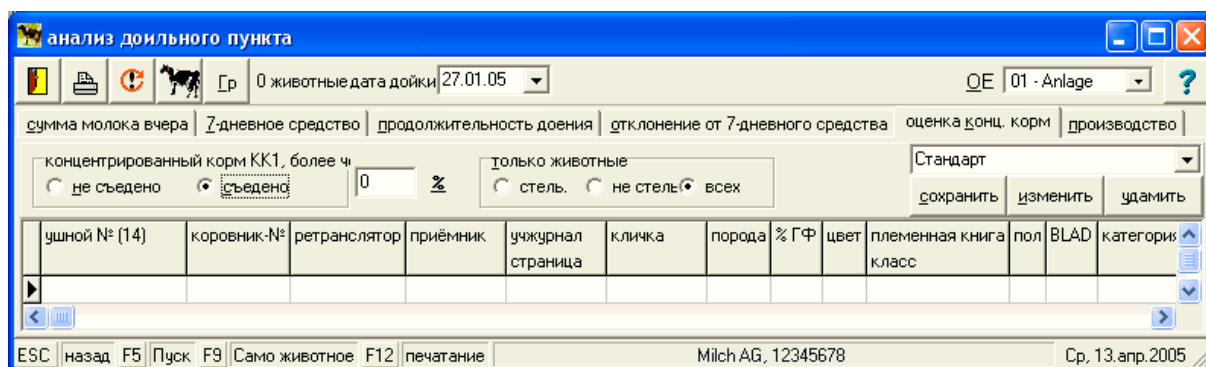 анализ доильного пункта
Гр 0 животные дата дойки 27.01.05 ОЕ 01 - Anlage ?
сумма молока вчера 7-дневное средство продолжительность доения отклонение от 7-дневного средства оценка конц. корм производство
концентрированный корм КК1, более ч только животные Стандарт
не съедено съедено 0 % стель. не стель всех
сохранить изменить удамить
ушной № (14) коровник-№ ретранслятор приёмник учжурнал кличка порода % ГФ цвет племенная книга пол BLAD категория
страница класс
ESC назад F5 Пуск F9 Само животное F12 печатание Milch AG, 12345678 Ср, 13.апр.2005